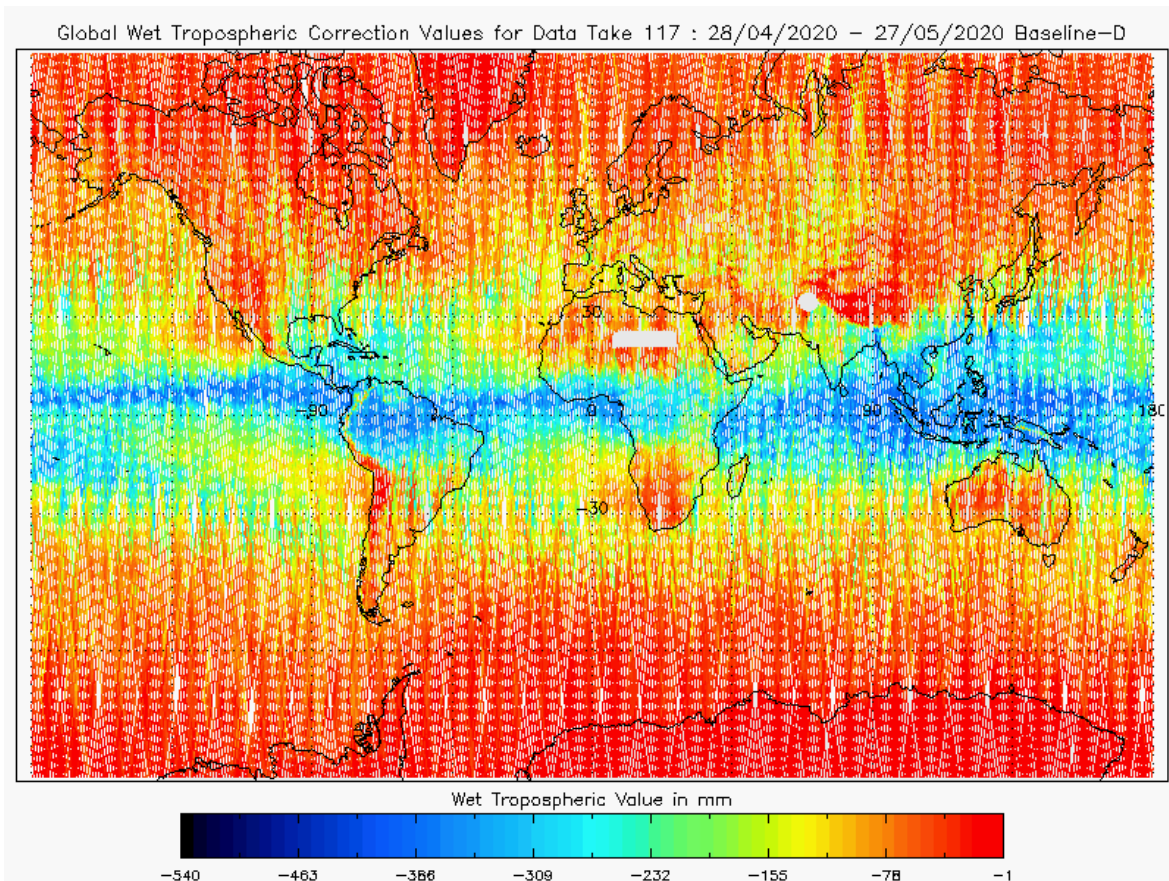 Global Wet Tropospheric Correction Values for Data Take 117 : 28/04/2020 – 27/05/2020 Baseline–D
30
−90 0 90 180
−30
Wet Tropospheric Value in mm
−540 −463 −386 −309 −232 −155 −78 −1